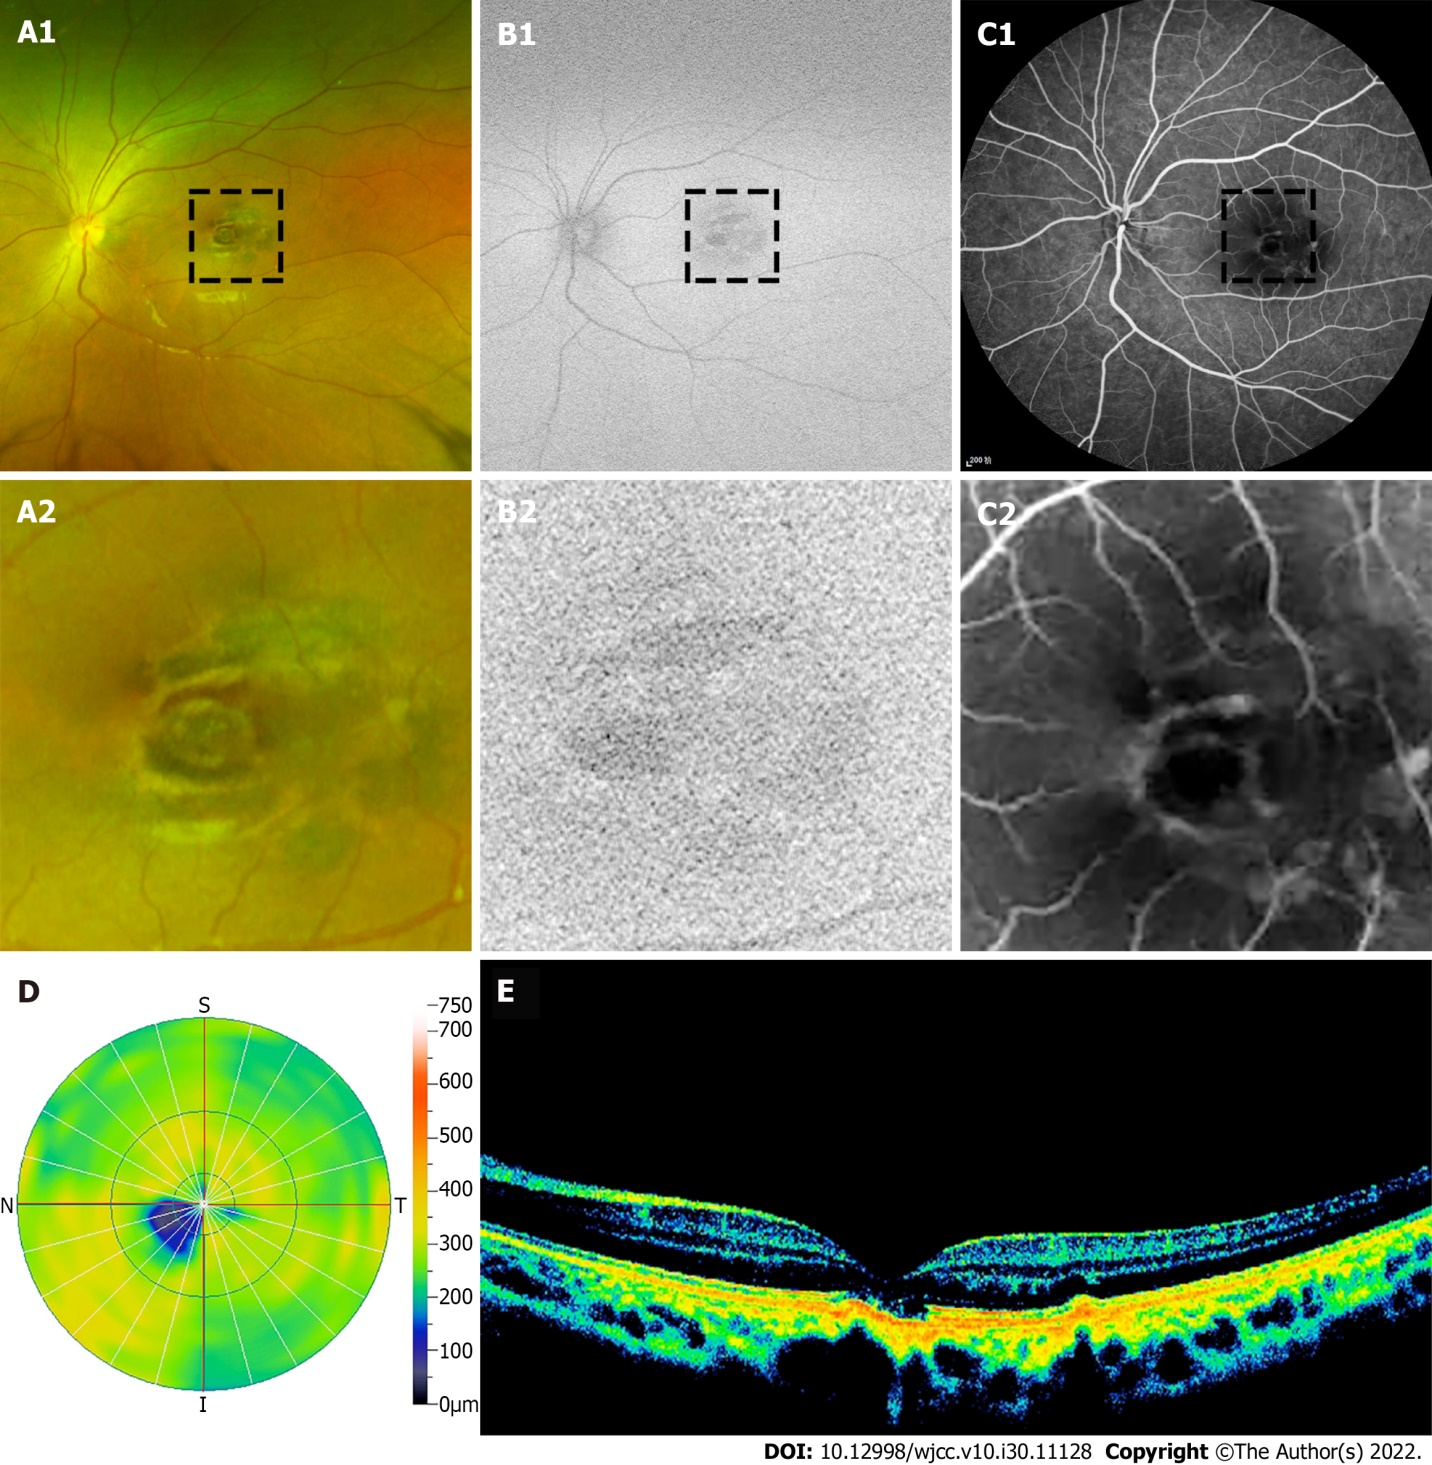 A1
B1
C1
200
A2
B2
C2
D
S
N
T
I
750
700
600
500
400
300
200
100
0µm
E
DOI: 10.12998/wjcc.v10.i30.11128 Copyright ©The Author(s) 2022.